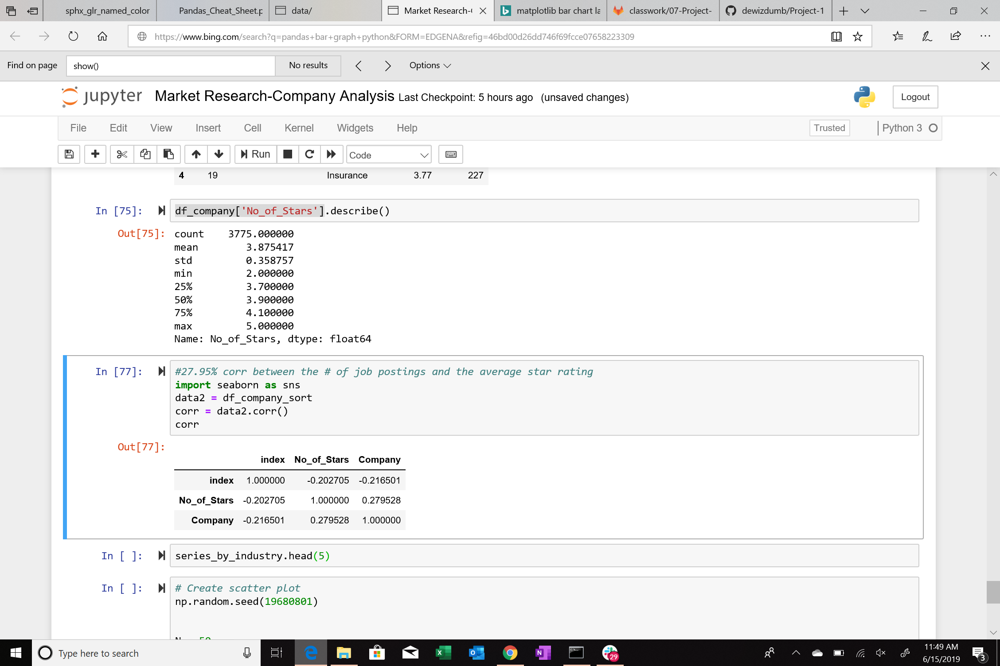 sphx_glr_named_color
Pandas_Cheat_Sheet.p
data/
Market Research-(
matplotlib bar chart la
classwork/07-Project-
dewizdumb/Project-1
https://www.bing.com/search?q=pandas+bar+graph+python&FORM=EDGENA&refig=46bd00d26dd746f69fcce07658223309
Find on page
show()
No results
Options
jupyter Market Research-Company Analysis Last Checkpoint: 5 hours ago (unsaved changes)
Logout
File Edit View Insert Cell Kernel Widgets Help
Trusted
Python 3
Run
Code
4 19 Insurance 3.77 227
In [75]: df_company['No_of_Stars'].describe()
Out[75]: count 3775.000000
mean 3.875417
std 0.358757
min 2.000000
25% 3.700000
50% 3.900000
75% 4.100000
max 5.000000
Name: No_of_Stars, dtype: float64
In [77]: #27.95% corr between the # of job postings and the average star rating
import seaborn as sns
data2 = df_company_sort
corr = data2.corr()
corr
Out[77]:
index No_of_Stars Company
index 1.000000 -0.202705 -0.216501
No_of_Stars -0.202705 1.000000 0.279528
Company -0.216501 0.279528 1.000000
In [ ]: series_by_industry.head(5)
In [ ]: # Create scatter plot
np.random.seed(19680801)
Type here to search
29
11:49 AM
6/15/2019
3